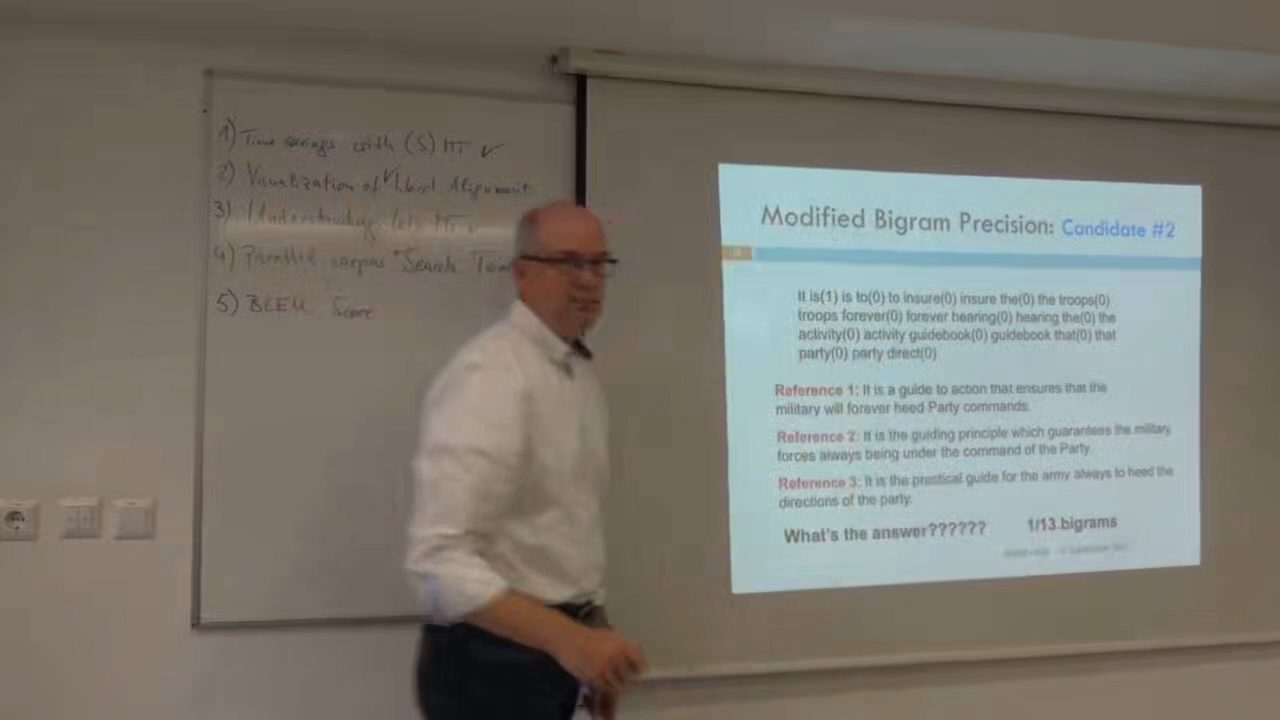 1) Time savings with (S) MT ✓
2) Visualization of Word Alignment
3) Understanding
4) Parallel corpus Search
5) BLEU Score
Modified Bigram Precision: Candidate #2
It is(1) is to(0) to insure(0) insure the(0) the troops(0)
troops forever(0) forever hearing(0) hearing the(0) the
activity(0) activity guidebook(0) guidebook that(0) that
party(0) party direct(0)
Reference 1: It is a guide to action that ensures that the
military will forever heed Party commands.
Reference 2: It is the guiding principle which guarantees the military
forces always being under the command of the Party
Reference 3: It is the practical guide for the army always to heed the
directions of the party.
What's the answer?????? 1/13 bigrams